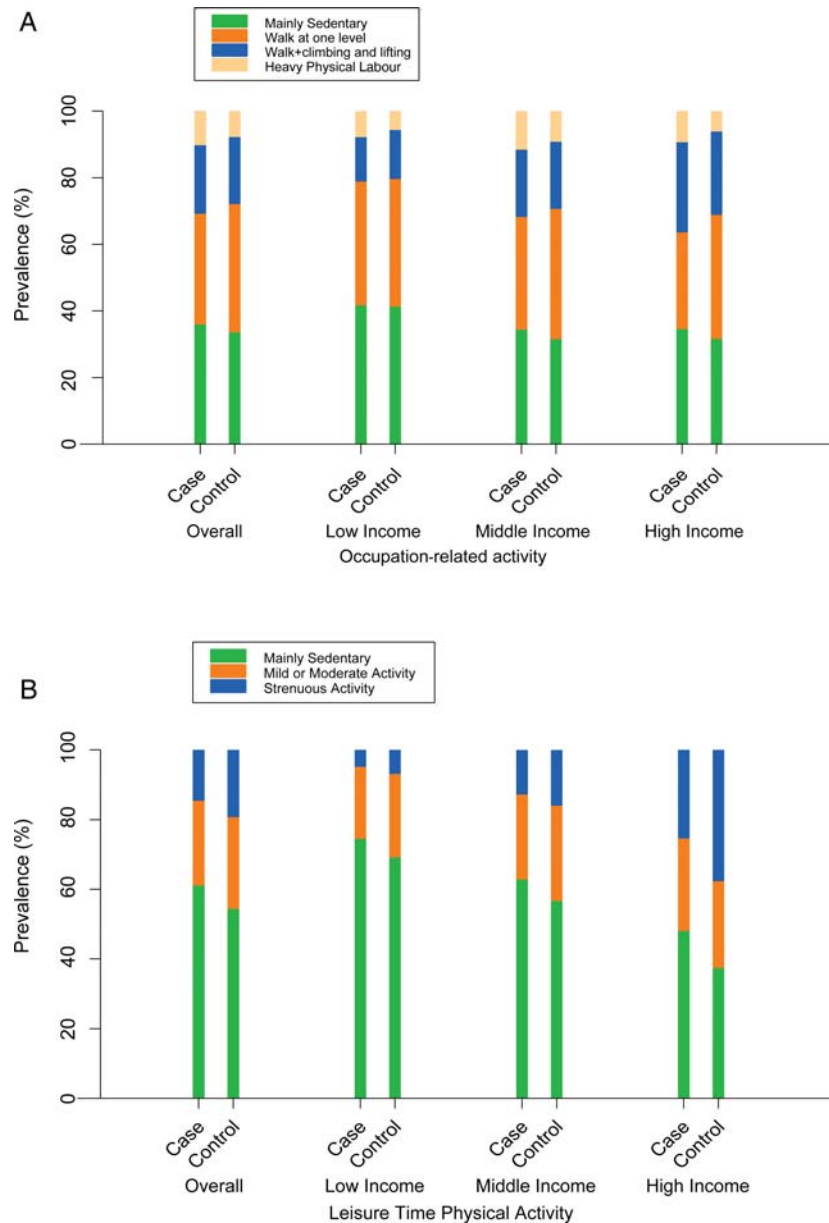 A
Mainly Sedentary
Walk at one level
Walk+climbing and lifting
Heavy Physical Labour
Prevalence (%)
100
80
60
40
20
0
Case Control Case Control Case Control Case Control
Overall Low Income Middle Income High Income
Occupation-related activity
B
Mainly Sedentary
Mild or Moderate Activity
Strenuous Activity
Prevalence (%)
100
80
60
40
20
0
Case Control Case Control Case Control Case Control
Overall Low Income Middle Income High Income
Leisure Time Physical Activity